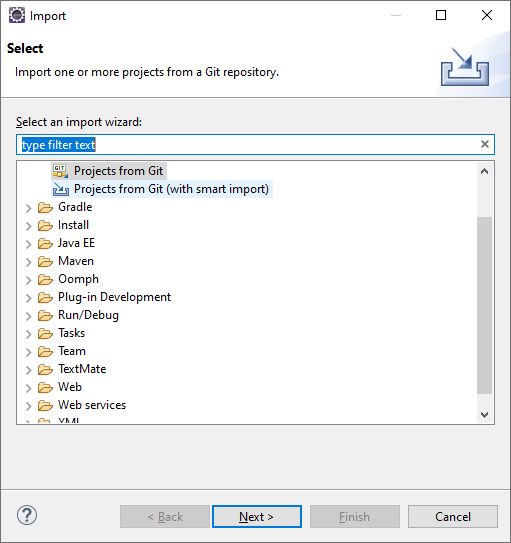 Import
Select
Import one or more projects from a Git repository.
Select an import wizard:
type filter text
GIT Projects from Git
Projects from Git (with smart import)
Gradle
Install
Java EE
Maven
Oomph
Plug-in Development
Run/Debug
Tasks
Team
TextMate
Web
Web services
XML
? < Back Next > Finish Cancel